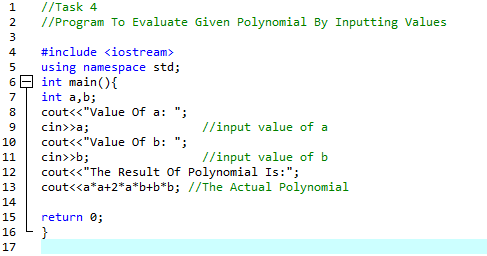 1 //Task 4
2 //Program To Evaluate Given Polynomial By Inputting Values
3
4 #include <iostream>
5 using namespace std;
6 int main(){
7 int a,b;
8 cout<<"Value Of a: ";
9 cin>>a; //input value of a
10 cout<<"Value Of b: ";
11 cin>>b; //input value of b
12 cout<<"The Result Of Polynomial Is:";
13 cout<<a*a+2*a*b+b*b; //The Actual Polynomial
14
15 return 0;
16 }
17